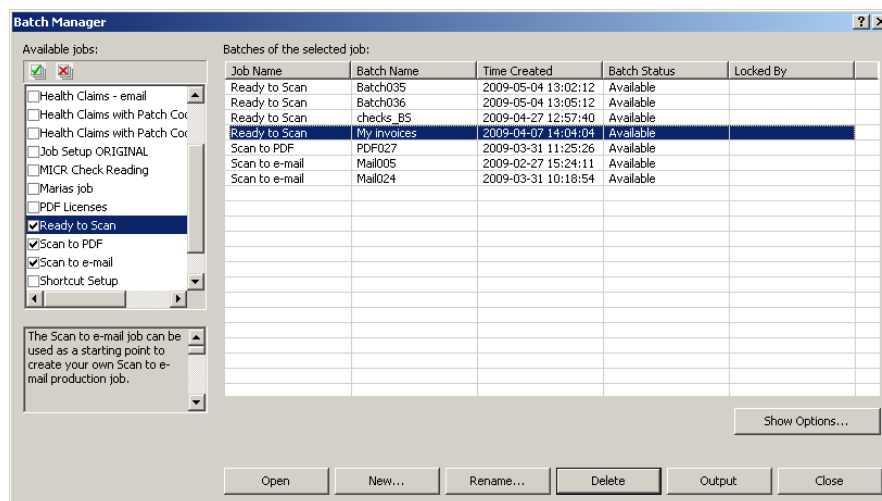 Batch Manager
Available jobs:
Health Claims - email
Health Claims with Patch Coc
Health Claims with Patch Coc
Job Setup ORIGINAL
MICR Check Reading
Marias job
PDF Licenses
Ready to Scan
Scan to PDF
Scan to e-mail
Shortcut Setup
The Scan to e-mail job can be
used as a starting point to
create your own Scan to e-
mail production job.
Batches of the selected job:
Job Name Batch Name Time Created Batch Status Locked By
Ready to Scan Batch035 2009-05-04 13:02:12 Available
Ready to Scan Batch036 2009-05-04 13:05:12 Available
Ready to Scan checks_BS 2009-04-27 12:57:40 Available
Ready to Scan My invoices 2009-04-07 14:04:04 Available
Scan to PDF PDF027 2009-03-31 11:25:26 Available
Scan to e-mail Mail005 2009-02-27 15:24:11 Available
Scan to e-mail Mail024 2009-03-31 10:18:54 Available
Show Options...
Open New... Rename... Delete Output Close